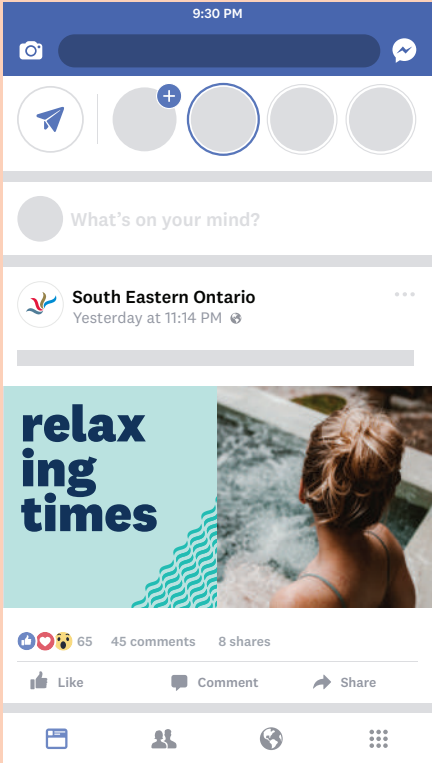 9:30 PM
What's on your mind?
South Eastern Ontario
Yesterday at 11:14 PM
relax
ing
times
65 45 comments 8 shares
Like Comment Share